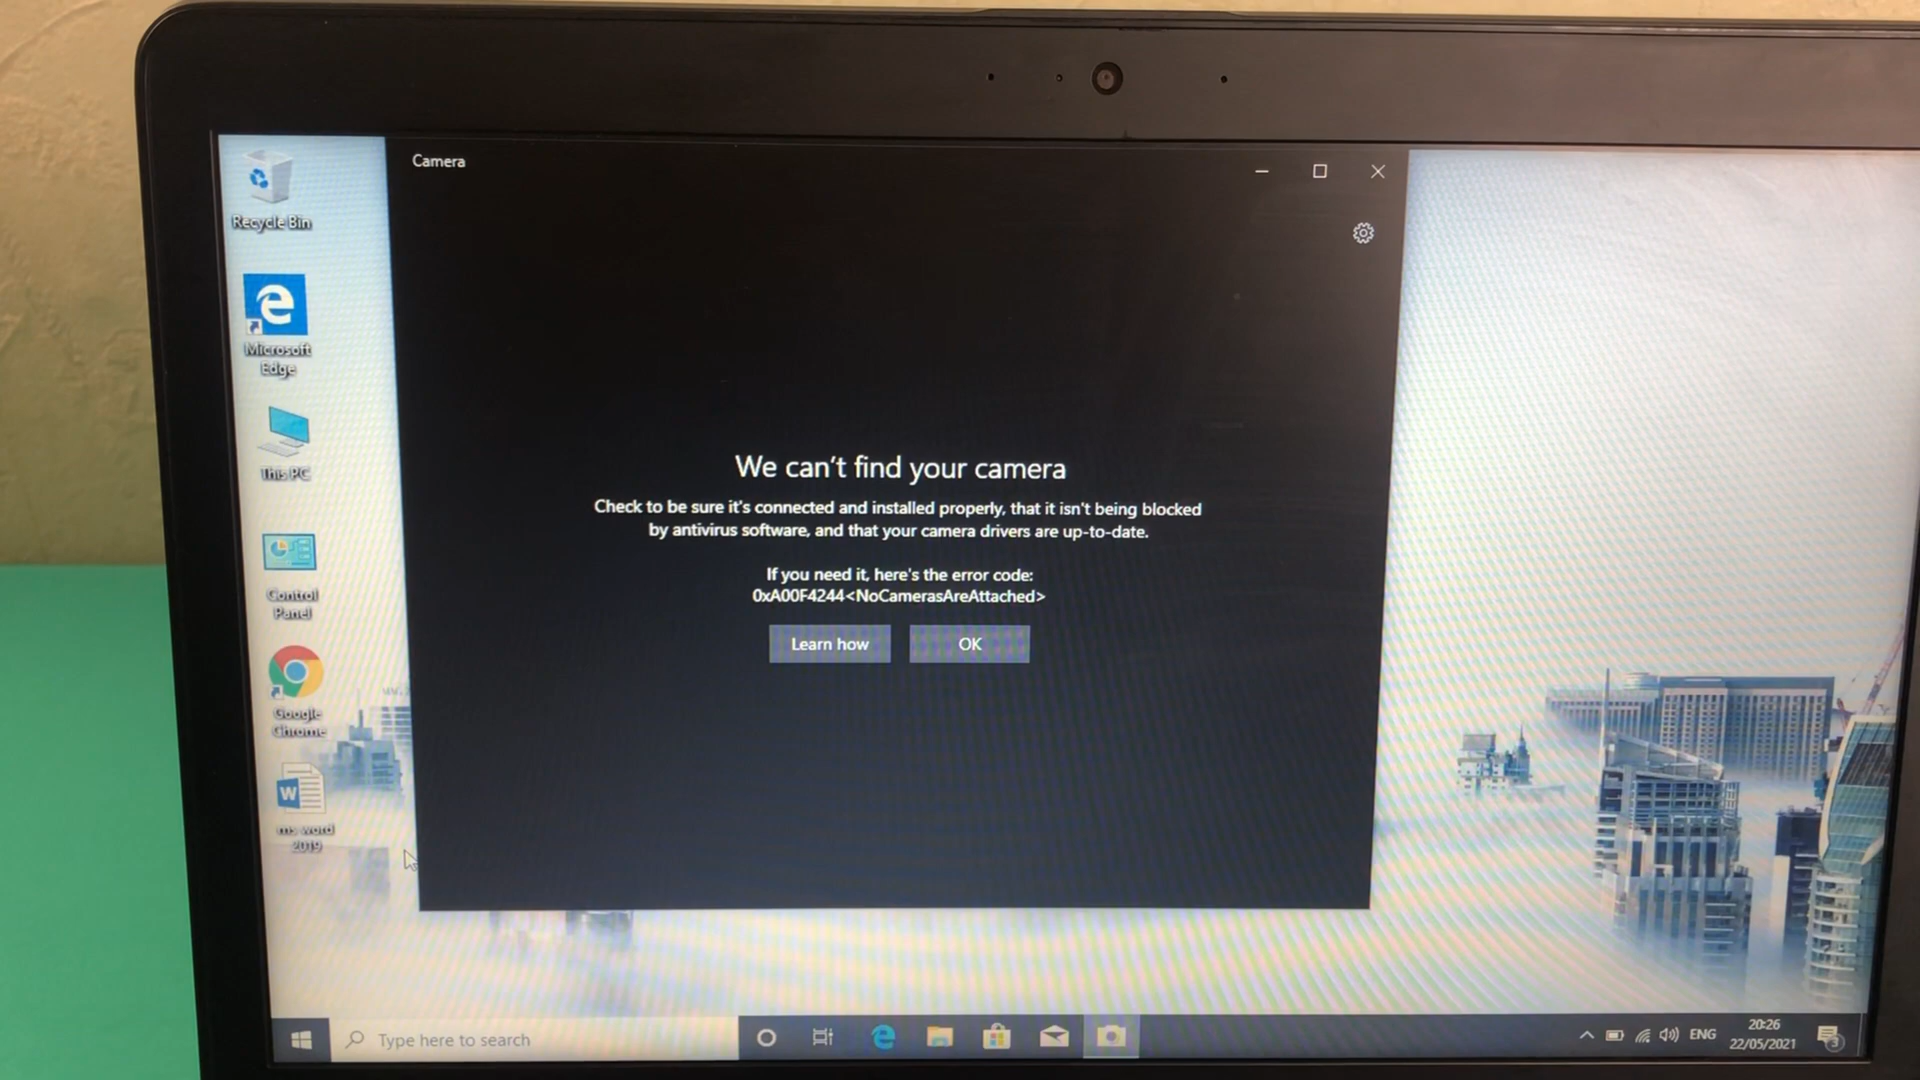 Camera
Recycle Bin
Microsoft
Edge
This PC
Control
Panel
Google
Chrome
ms word
2019
We can't find your camera
Check to be sure it's connected and installed properly, that it isn't being blocked
by antivirus software, and that your camera drivers are up-to-date.
If you need it, here's the error code:
0xA00F4244<NoCamerasAreAttached>
Learn how
OK
Type here to search
ENG
20:26
22/05/2021
3